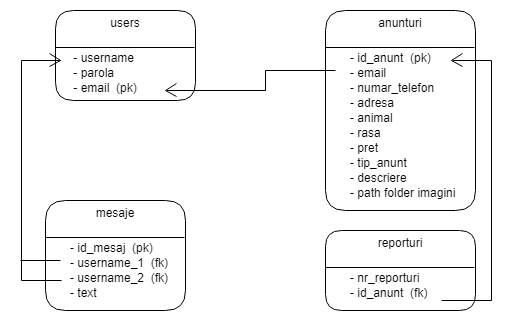 users
- username
- parola
- email (pk)
anunturi
- id_anunt (pk)
- email
- numar_telefon
- adresa
- animal
- rasa
- pret
- tip_anunt
- descriere
- path folder imagini
mesaje
- id_mesaj (pk)
- username_1 (fk)
- username_2 (fk)
- text
reporturi
- nr_reporturi
- id_anunt (fk)